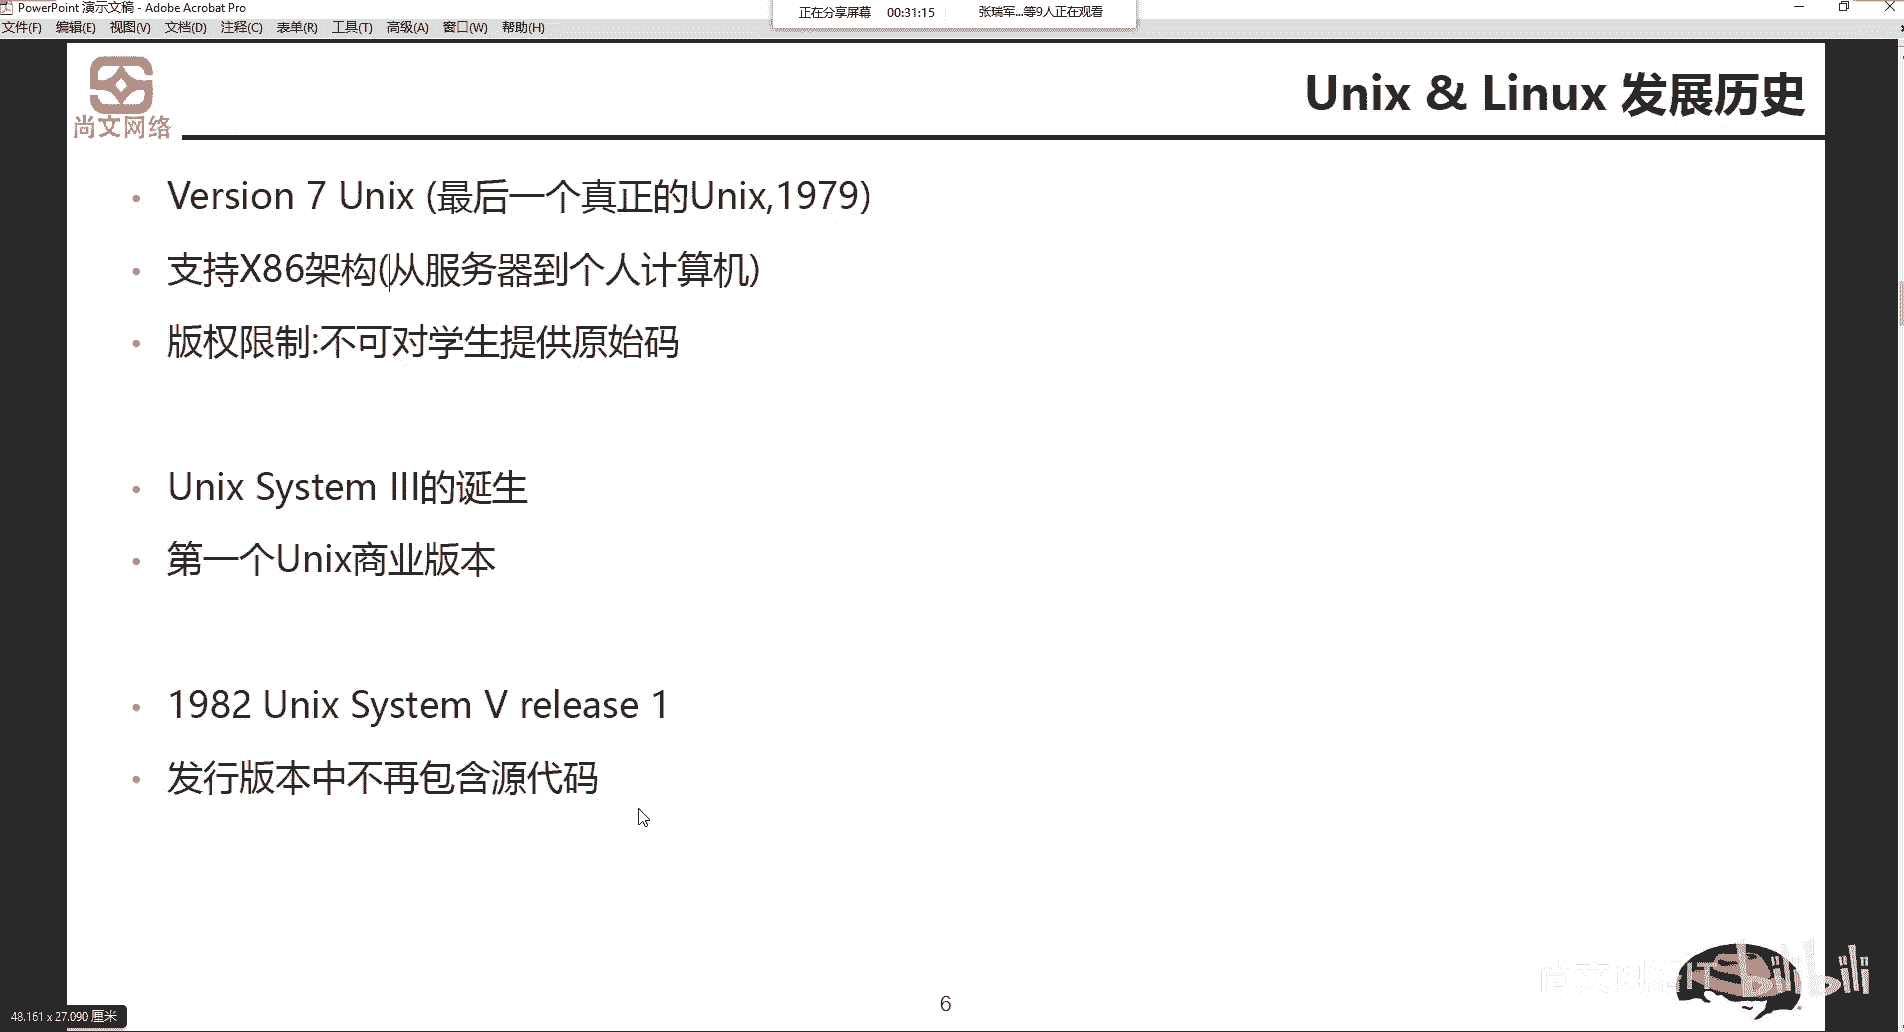 PowerPoint 演示文稿 - Adobe Acrobat Pro
正在分享屏幕 00:31:15 张瑞军...等9人正在观看
文件(F) 编辑(E) 视图(V) 文档(D) 注释(C) 表单(R) 工具(T) 高级(A) 窗口(W) 帮助(H)
尚文网络
Unix & Linux 发展历史
• Version 7 Unix (最后一个真正的Unix,1979)
• 支持X86架构(从服务器到个人计算机)
• 版权限制:不可对学生提供原始码
• Unix System III的诞生
• 第一个Unix商业版本
• 1982 Unix System V release 1
• 发行版本中不再包含源代码
尚文网络IT bilibili
6
48.161 x 27.090 厘米